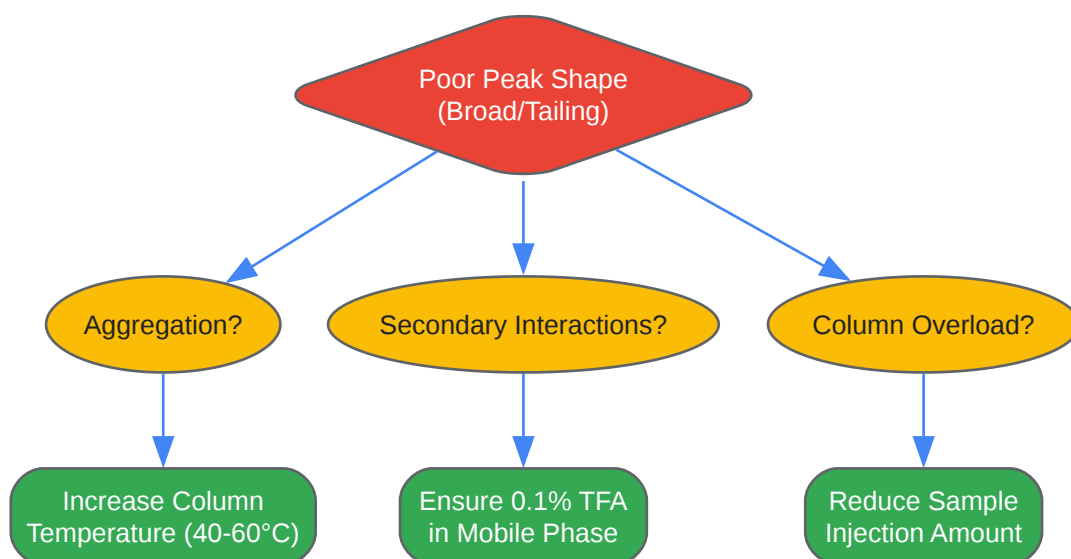 Poor Peak Shape
(Broad/Tailing)
Aggregation?
Secondary Interactions?
Column Overload?
Increase Column
Temperature (40-60°C)
Ensure 0.1% TFA
in Mobile Phase
Reduce Sample
Injection Amount